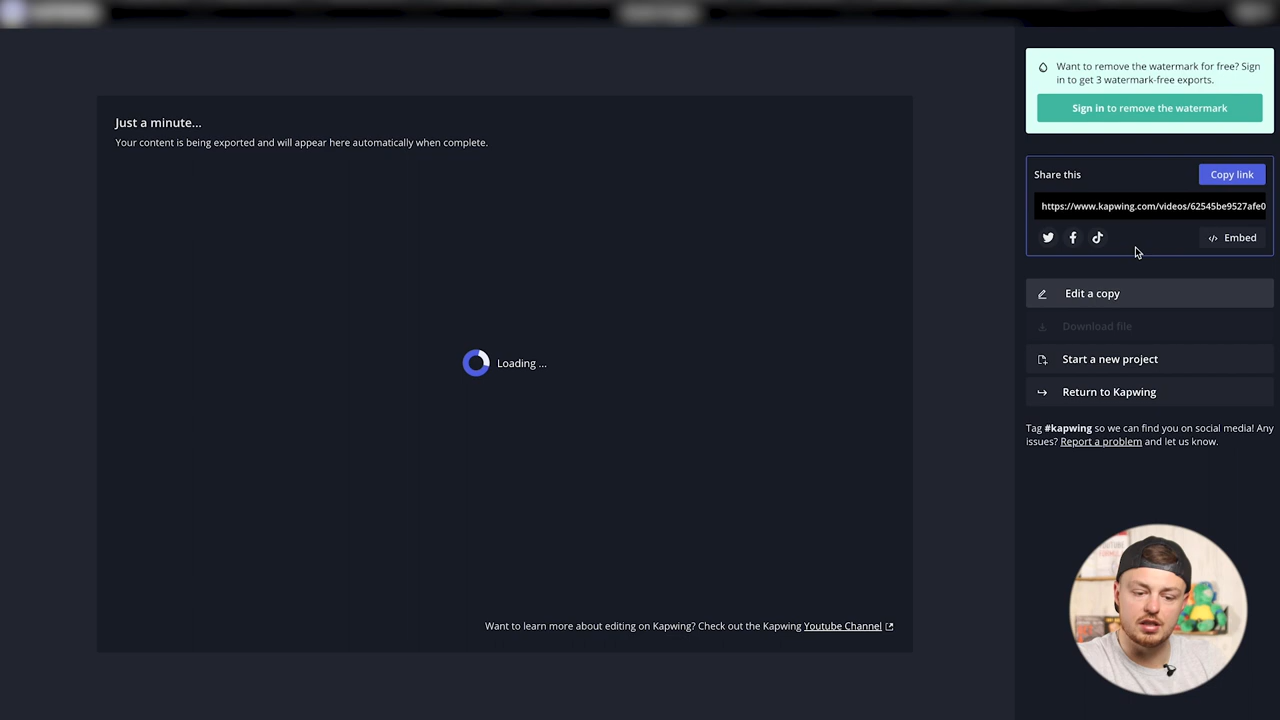 Want to remove the watermark for free? Sign
in to get 3 watermark-free exports.
Sign in to remove the watermark
Just a minute...
Your content is being exported and will appear here automatically when complete.
Share this
Copy link
https://www.kapwing.com/videos/62545be9527afe0
</> Embed
Edit a copy
Download file
Start a new project
Return to Kapwing
Loading ...
Tag #kapwing so we can find you on social media! Any
issues? Report a problem and let us know.
Want to learn more about editing on Kapwing? Check out the Kapwing Youtube Channel